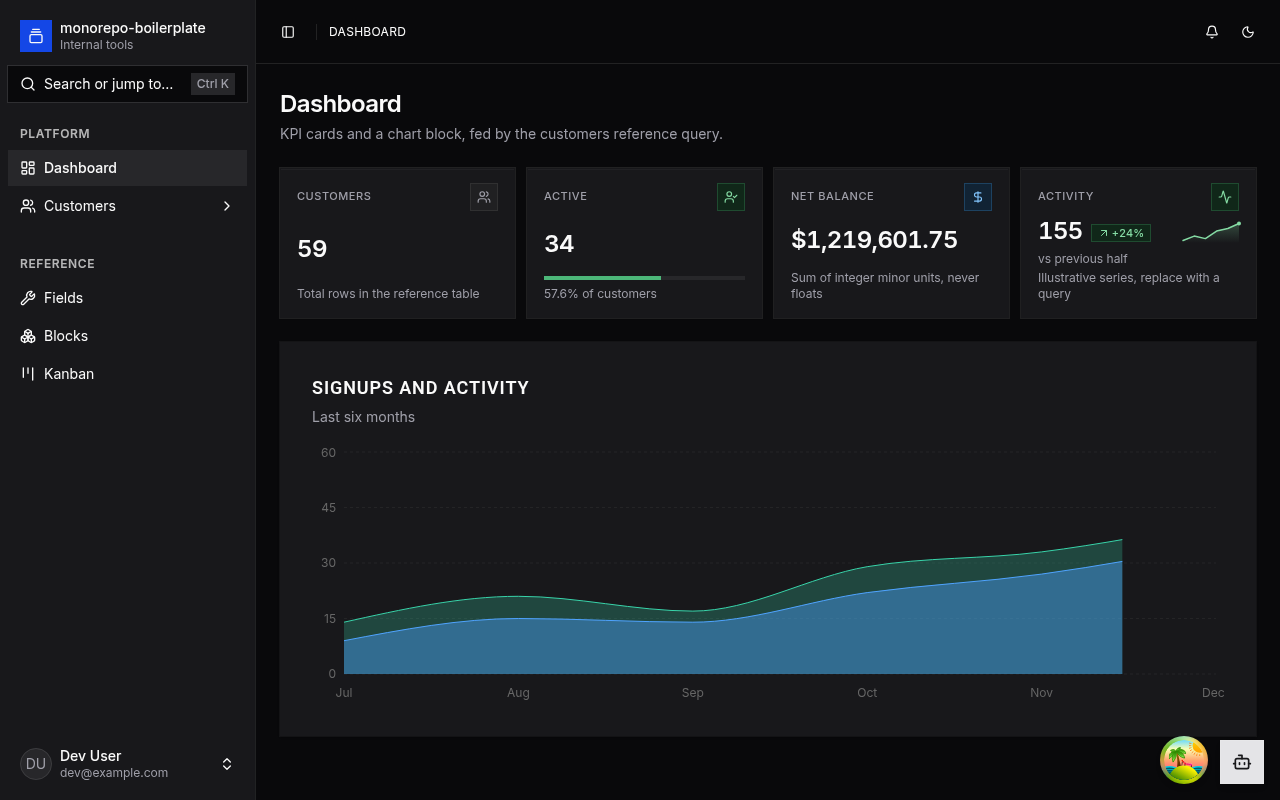 monorepo-boilerplate
Internal tools
Search or jump to...
Ctrl K
PLATFORM
Dashboard
Customers
REFERENCE
Fields
Blocks
Kanban
DU
Dev User
dev@example.com
DASHBOARD
Dashboard
KPI cards and a chart block, fed by the customers reference query.
CUSTOMERS
59
Total rows in the reference table
ACTIVE
34
57.6% of customers
NET BALANCE
$1,219,601.75
Sum of integer minor units, never
floats
ACTIVITY
155
+24%
vs previous half
Illustrative series, replace with a
query
SIGNUPS AND ACTIVITY
Last six months
60
45
30
15
0
Jul
Aug
Sep
Oct
Nov
Dec